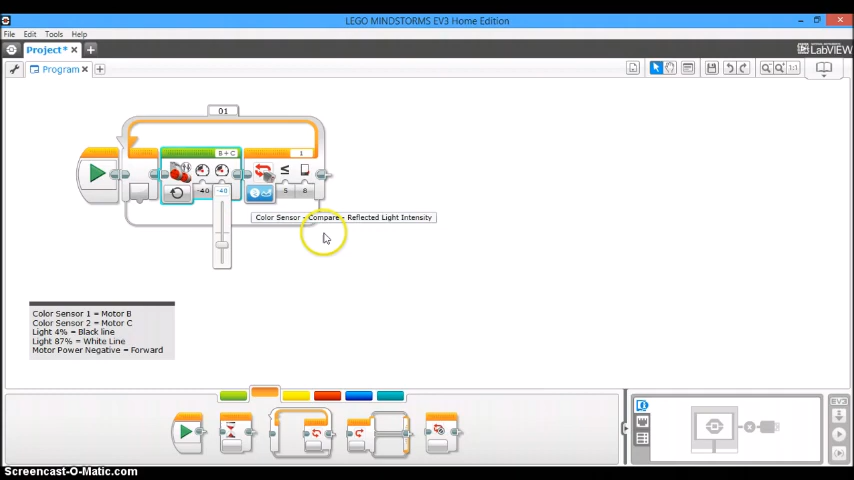 LEGO MINDSTORMS EV3 Home Edition
File Edit Tools Help
Project*
LabVIEW
Program
1:1
01
B + C
1
-40 -40
≤
5 8
Color Sensor - Compare - Reflected Light Intensity
Color Sensor 1 = Motor B
Color Sensor 2 = Motor C
Light 4% = Black line
Light 87% = White Line
Motor Power Negative = Forward
EV3
Screencast-O-Matic.com